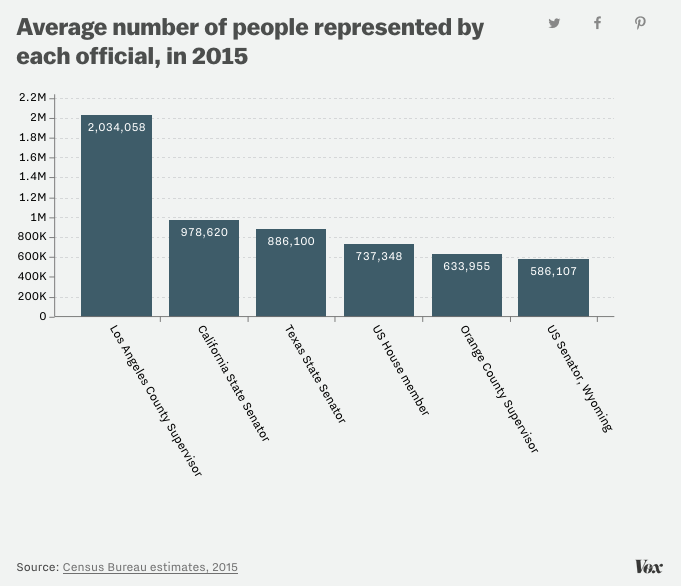 Average number of people represented by
each official, in 2015
2.2M
2M
1.8M
1.6M
1.4M
1.2M
1M
800K
600K
400K
200K
0
2,034,058
978,620
886,100
737,348
633,955
586,107
Los Angeles County Supervisor
California State Senator
Texas State Senator
US House member
Orange County Supervisor
US Senator, Wyoming
Source: Census Bureau estimates, 2015
Vox